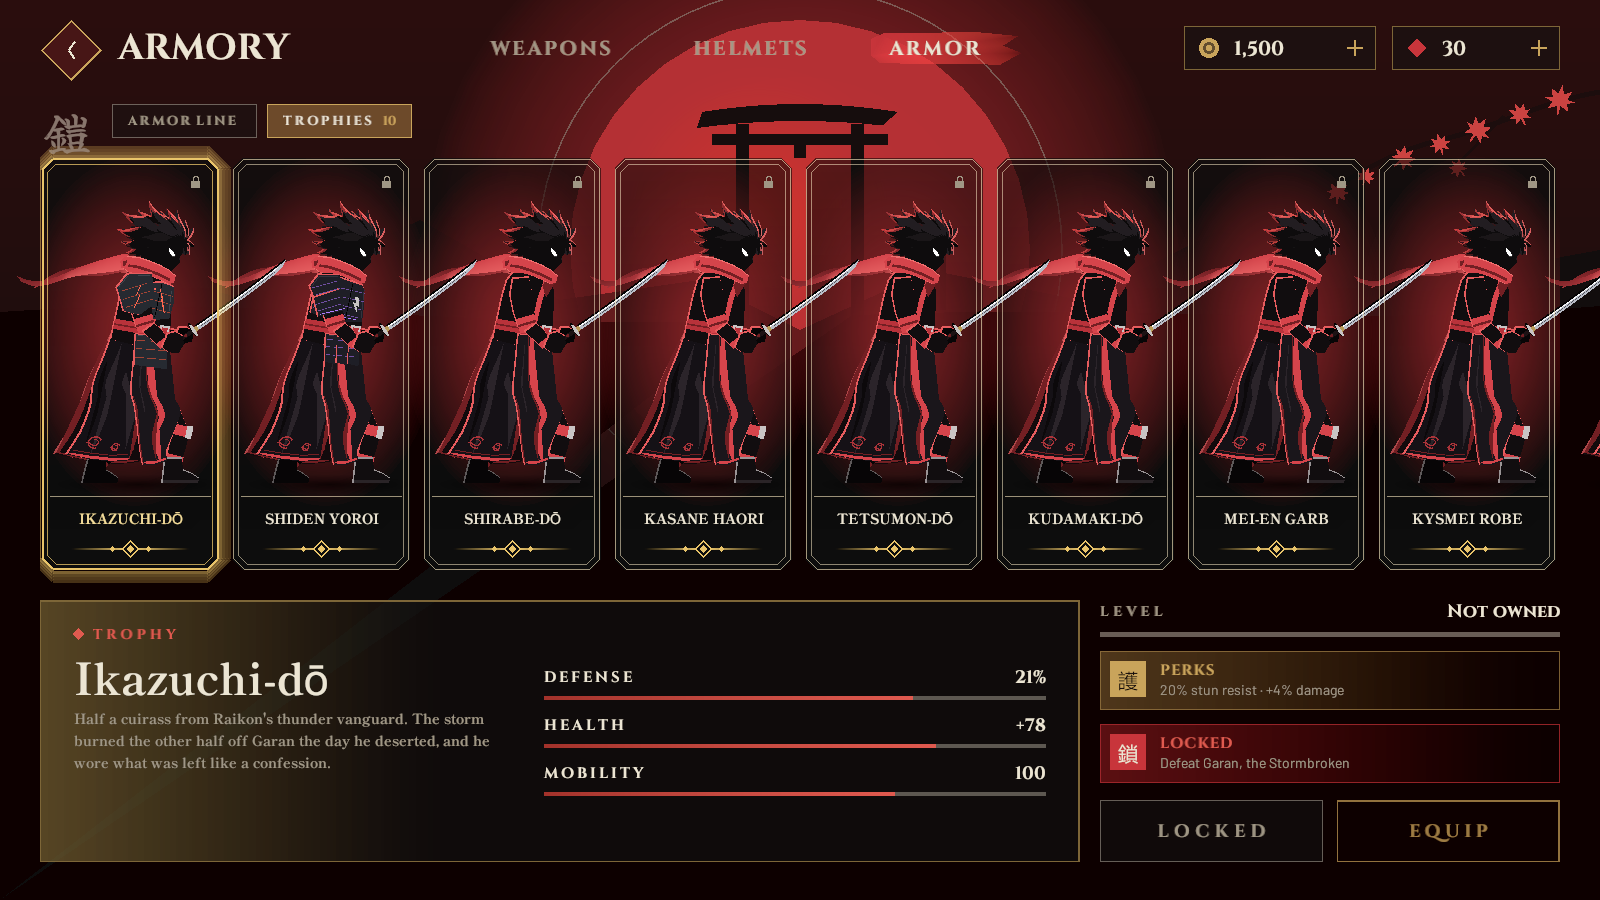 ARMORY
WEAPONS
HELMETS
ARMOR
1,500
30
鎧
ARMOR LINE
TROPHIES 10
IKAZUCHI-DŌ
SHIDEN YOROI
SHIRABE-DŌ
KASANE HAORI
TETSUMON-DŌ
KUDAMAKI-DŌ
MEI-EN GARB
KYSMEI ROBE
TROPHY
Ikazuchi-dō
Half a cuirass from Raikon's thunder vanguard. The storm
burned the other half off Garan the day he deserted, and he
wore what was left like a confession.
DEFENSE 21%
HEALTH +78
MOBILITY 100
LEVEL NOT OWNED
護
PERKS
20% stun resist · +4% damage
鎖
LOCKED
Defeat Garan, the Stormbroken
LOCKED
EQUIP